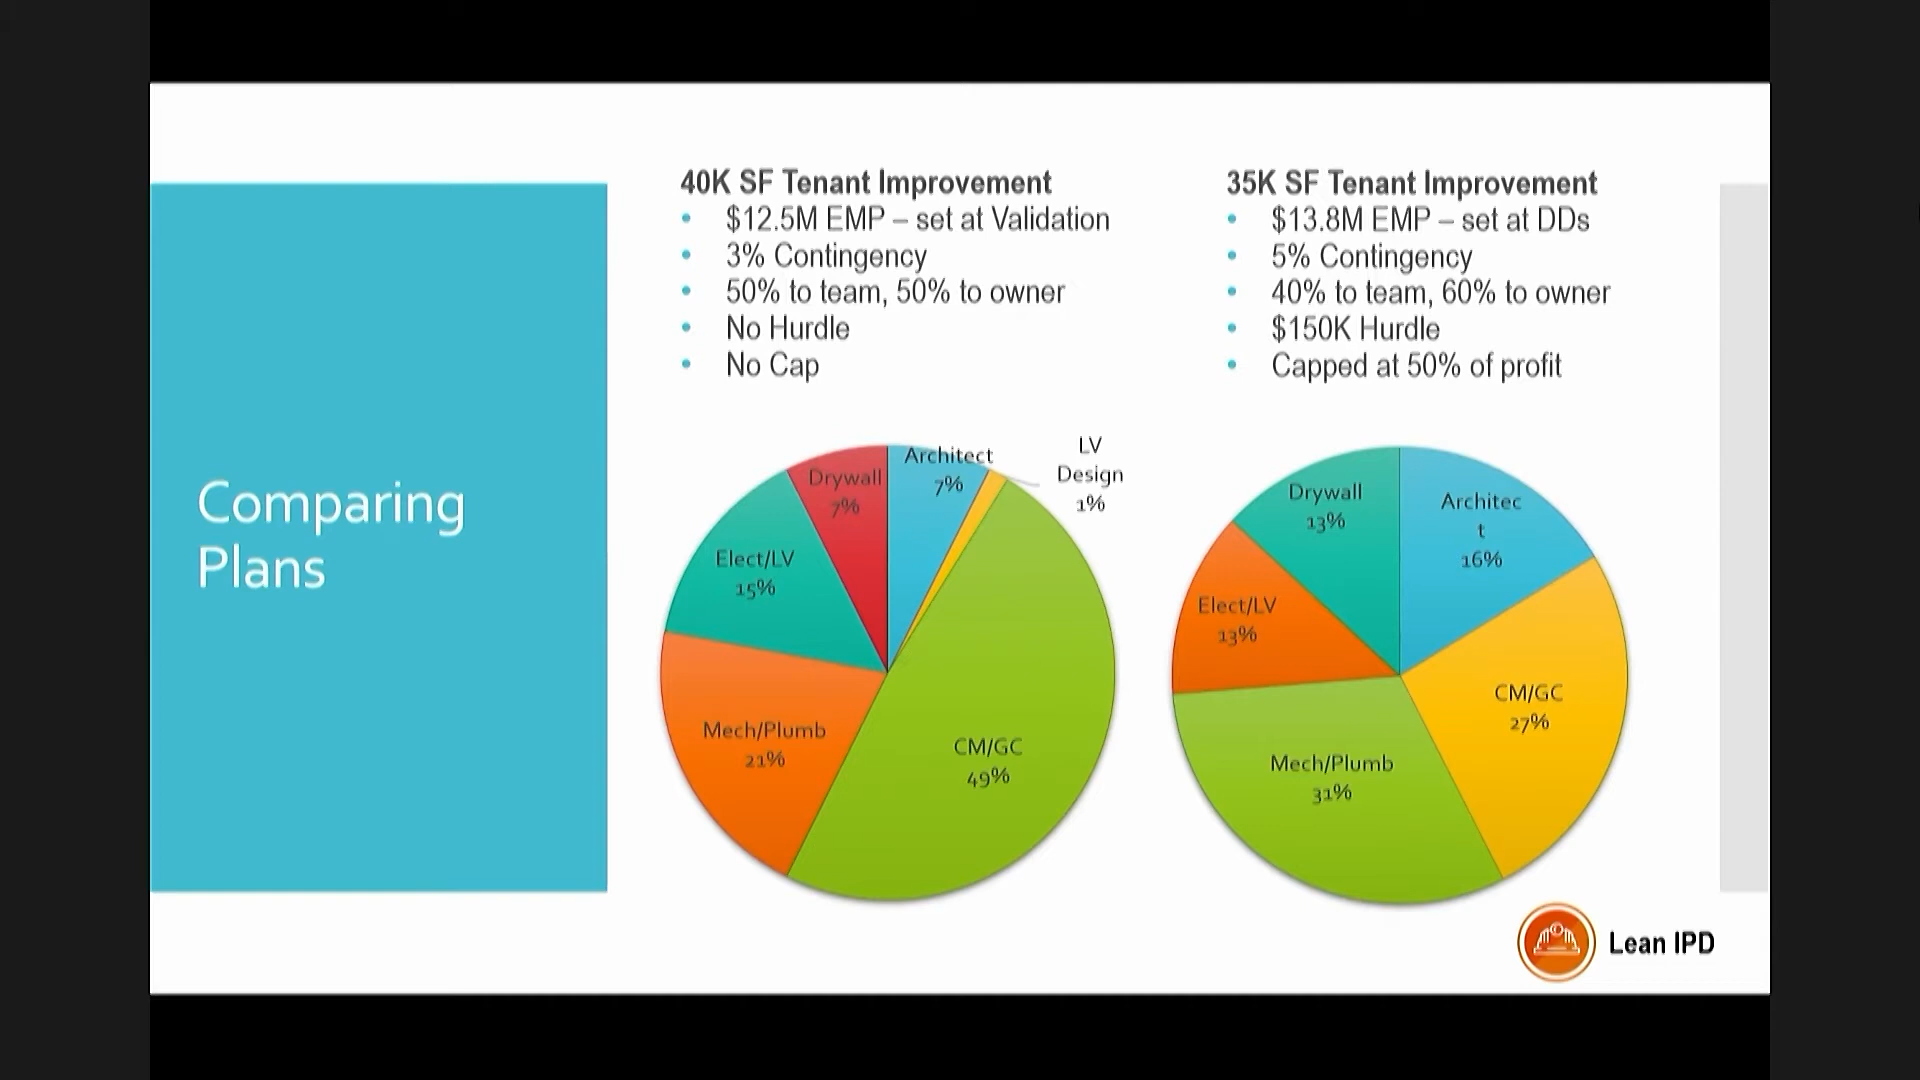 Comparing
Plans
40K SF Tenant Improvement
• $12.5M EMP – set at Validation
• 3% Contingency
• 50% to team, 50% to owner
• No Hurdle
• No Cap
35K SF Tenant Improvement
• $13.8M EMP – set at DDs
• 5% Contingency
• 40% to team, 60% to owner
• $150K Hurdle
• Capped at 50% of profit
Architect
7%
LV
Design
1%
CM/GC
49%
Mech/Plumb
21%
Elect/LV
15%
Drywall
7%
Architec
t
16%
CM/GC
27%
Mech/Plumb
31%
Elect/LV
13%
Drywall
13%
Lean IPD